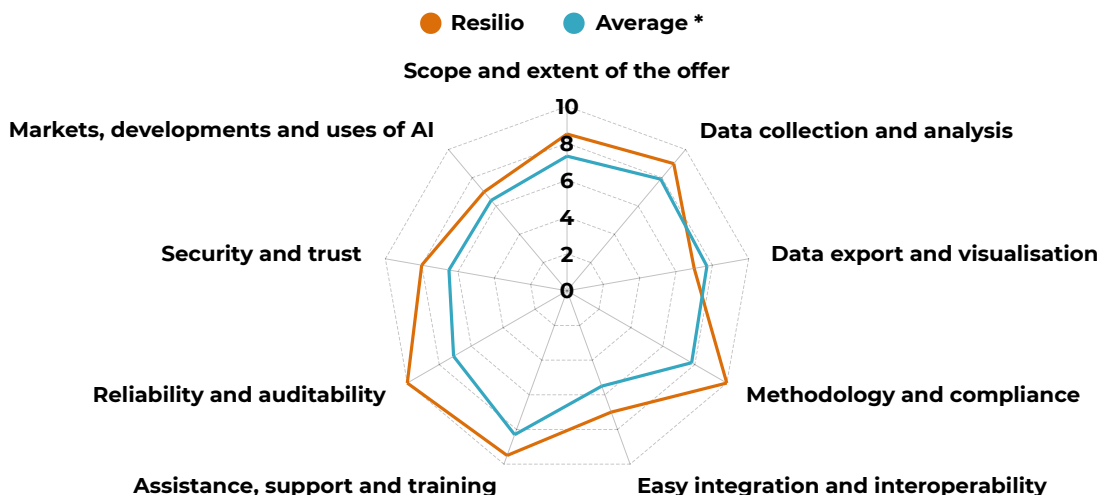 Resilio
Average *
Scope and extent of the offer
10
Markets, developments and uses of AI
Data collection and analysis
8
6
4
Security and trust
Data export and visualisation
2
0
Reliability and auditability
Methodology and compliance
Assistance, support and training
Easy integration and interoperability